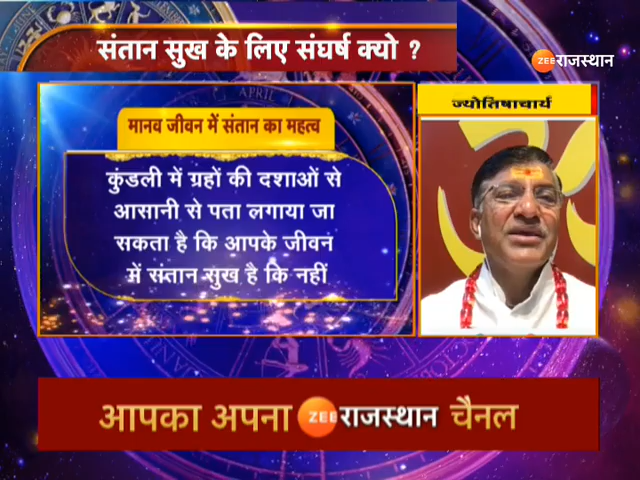 संतान सुख के लिए संघर्ष क्यो ?
ZEE राजस्थान
APRIL
मानव जीवन में संतान का महत्व
कुंडली में ग्रहों की दशाओं से
आसानी से पता लगाया जा
सकता है कि आपके जीवन
में संतान सुख है कि नहीं
ज्योतिषाचार्य
आपका अपना ZEE राजस्थान चैनल